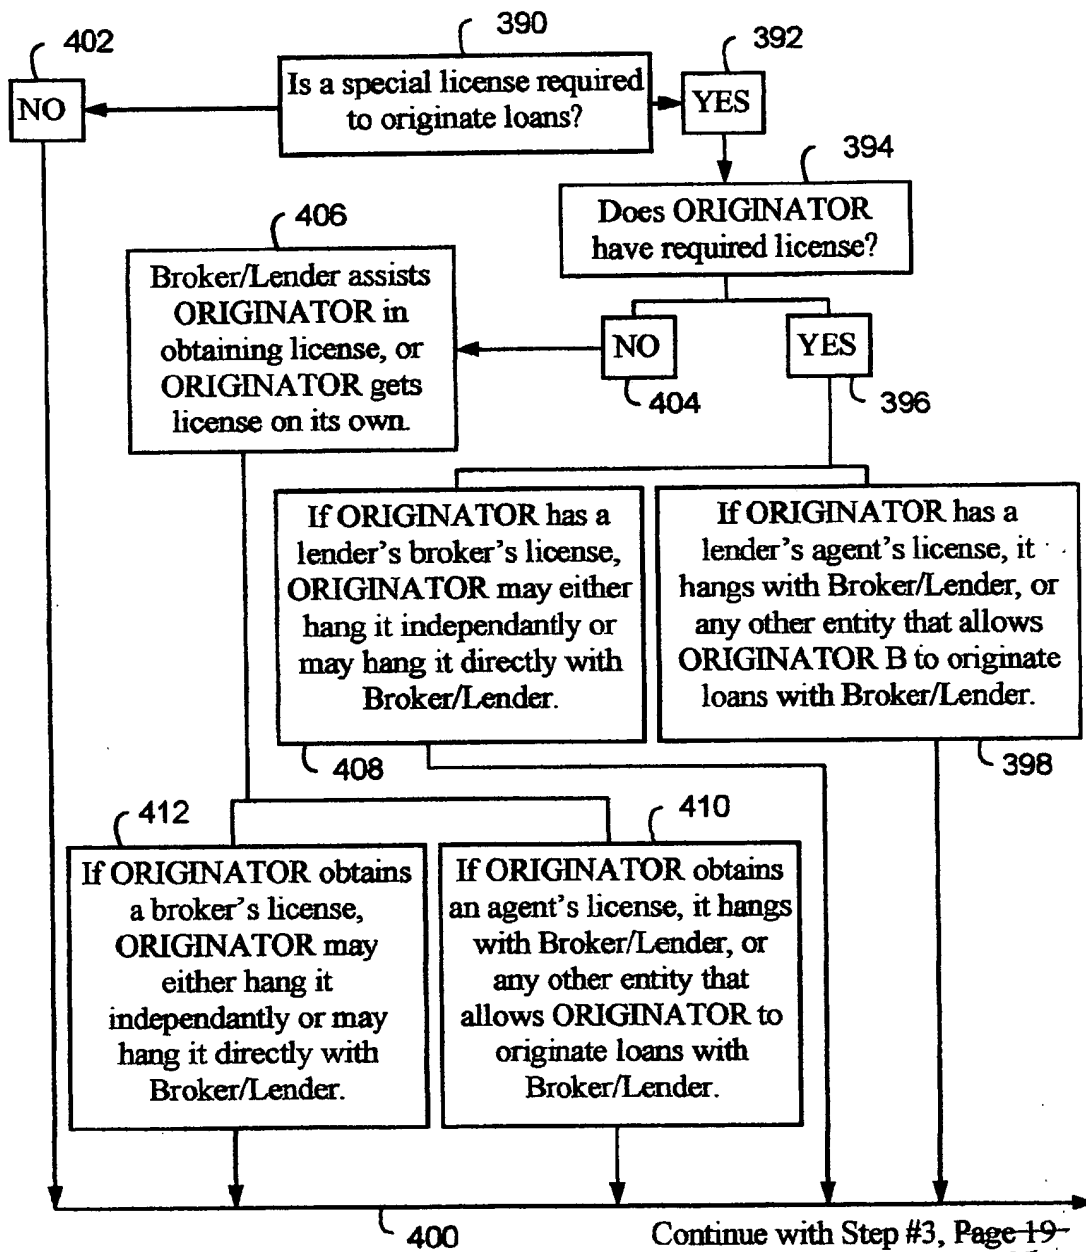 390
402
392
Is a special license required
to originate loans?
NO
YES
394
Does ORIGINATOR
have required license?
406
Broker/Lender assists
ORIGINATOR in
obtaining license, or
ORIGINATOR gets
license on its own.
NO
YES
404
396
If ORIGINATOR has a
lender's broker's license,
ORIGINATOR may either
hang it independantly or
may hang it directly with
Broker/Lender.
If ORIGINATOR has a
lender's agent's license, it
hangs with Broker/Lender, or
any other entity that allows
ORIGINATOR B to originate
loans with Broker/Lender.
408
398
412
410
If ORIGINATOR obtains
a broker's license,
ORIGINATOR may
either hang it
independantly or may
hang it directly with
Broker/Lender.
If ORIGINATOR obtains
an agent's license, it hangs
with Broker/Lender, or
any other entity that
allows ORIGINATOR to
originate loans with
Broker/Lender.
400
Continue with Step #3, Page 19